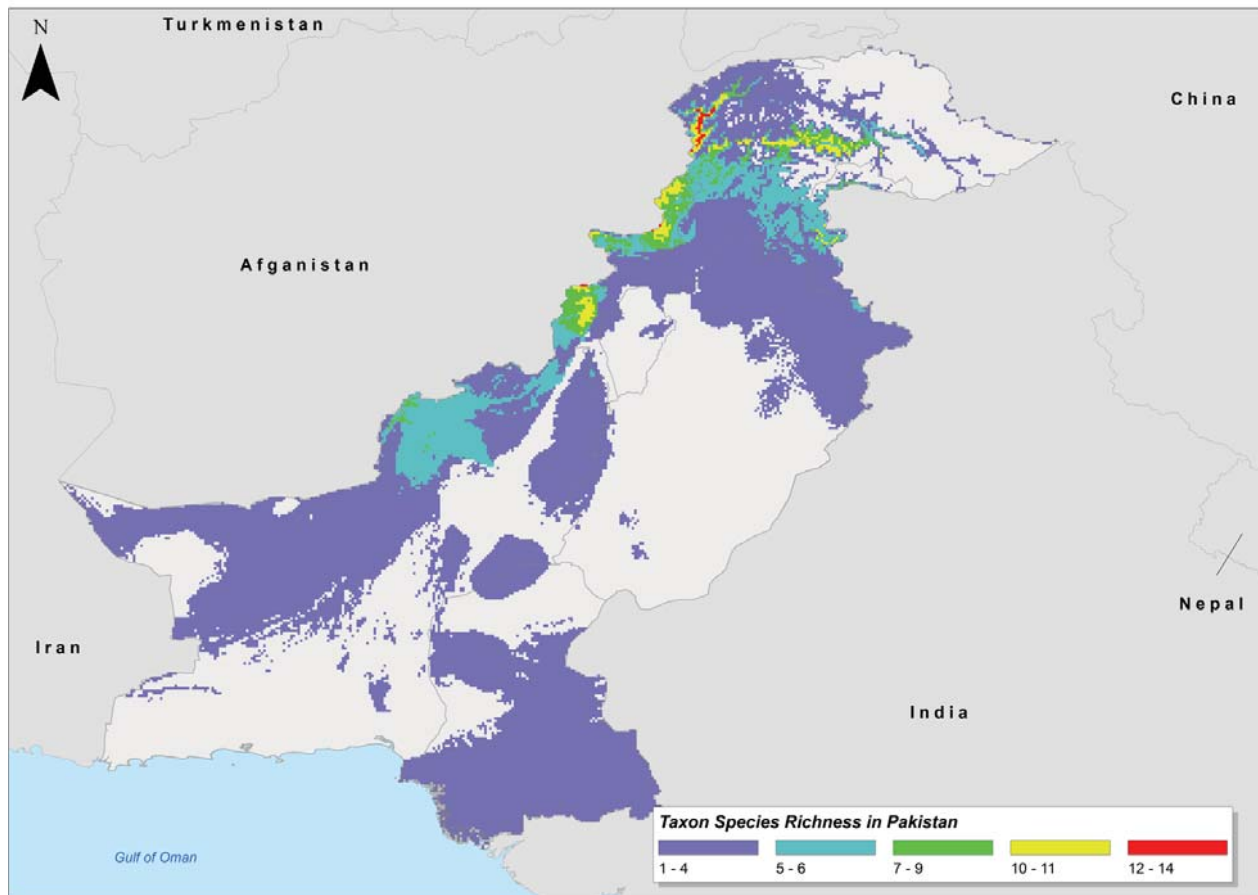 N
Turkmenistan
China
Afganistan
Nepal
Iran
India
Gulf of Oman
Taxon Species Richness in Pakistan
1 - 4
5 - 6
7 - 9
10 - 11
12 - 14